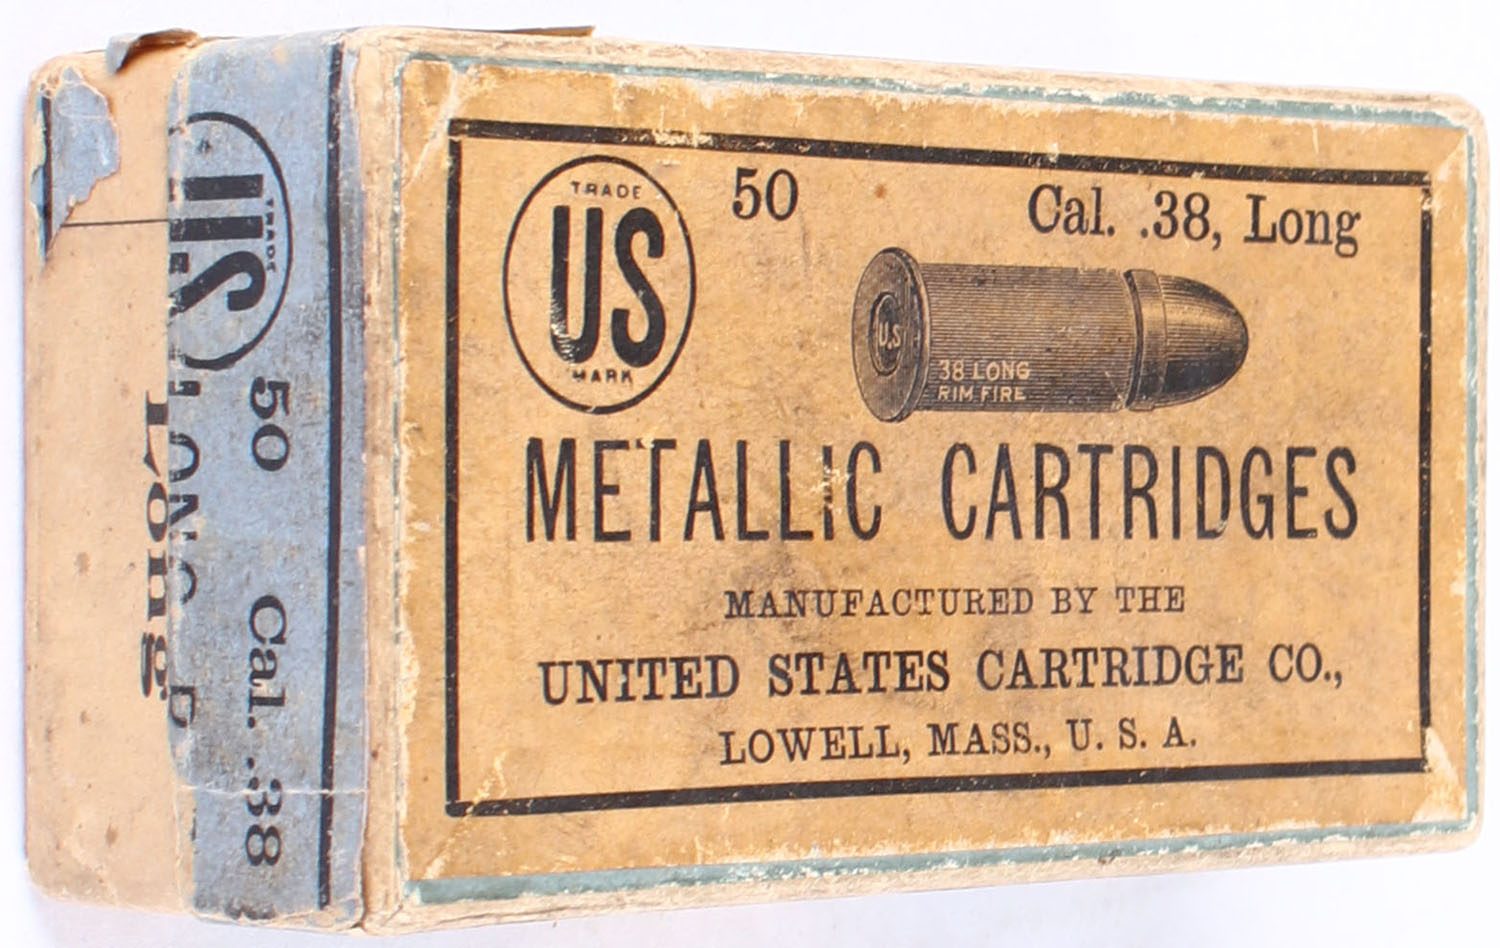 TRADE
US
MARK
50
Cal. .38, Long
U.S
38 LONG
RIM FIRE
METALLIC CARTRIDGES
MANUFACTURED BY THE
UNITED STATES CARTRIDGE CO.,
LOWELL, MASS., U. S. A.
US
TRADE
50 Cal. .38
LONG
Long